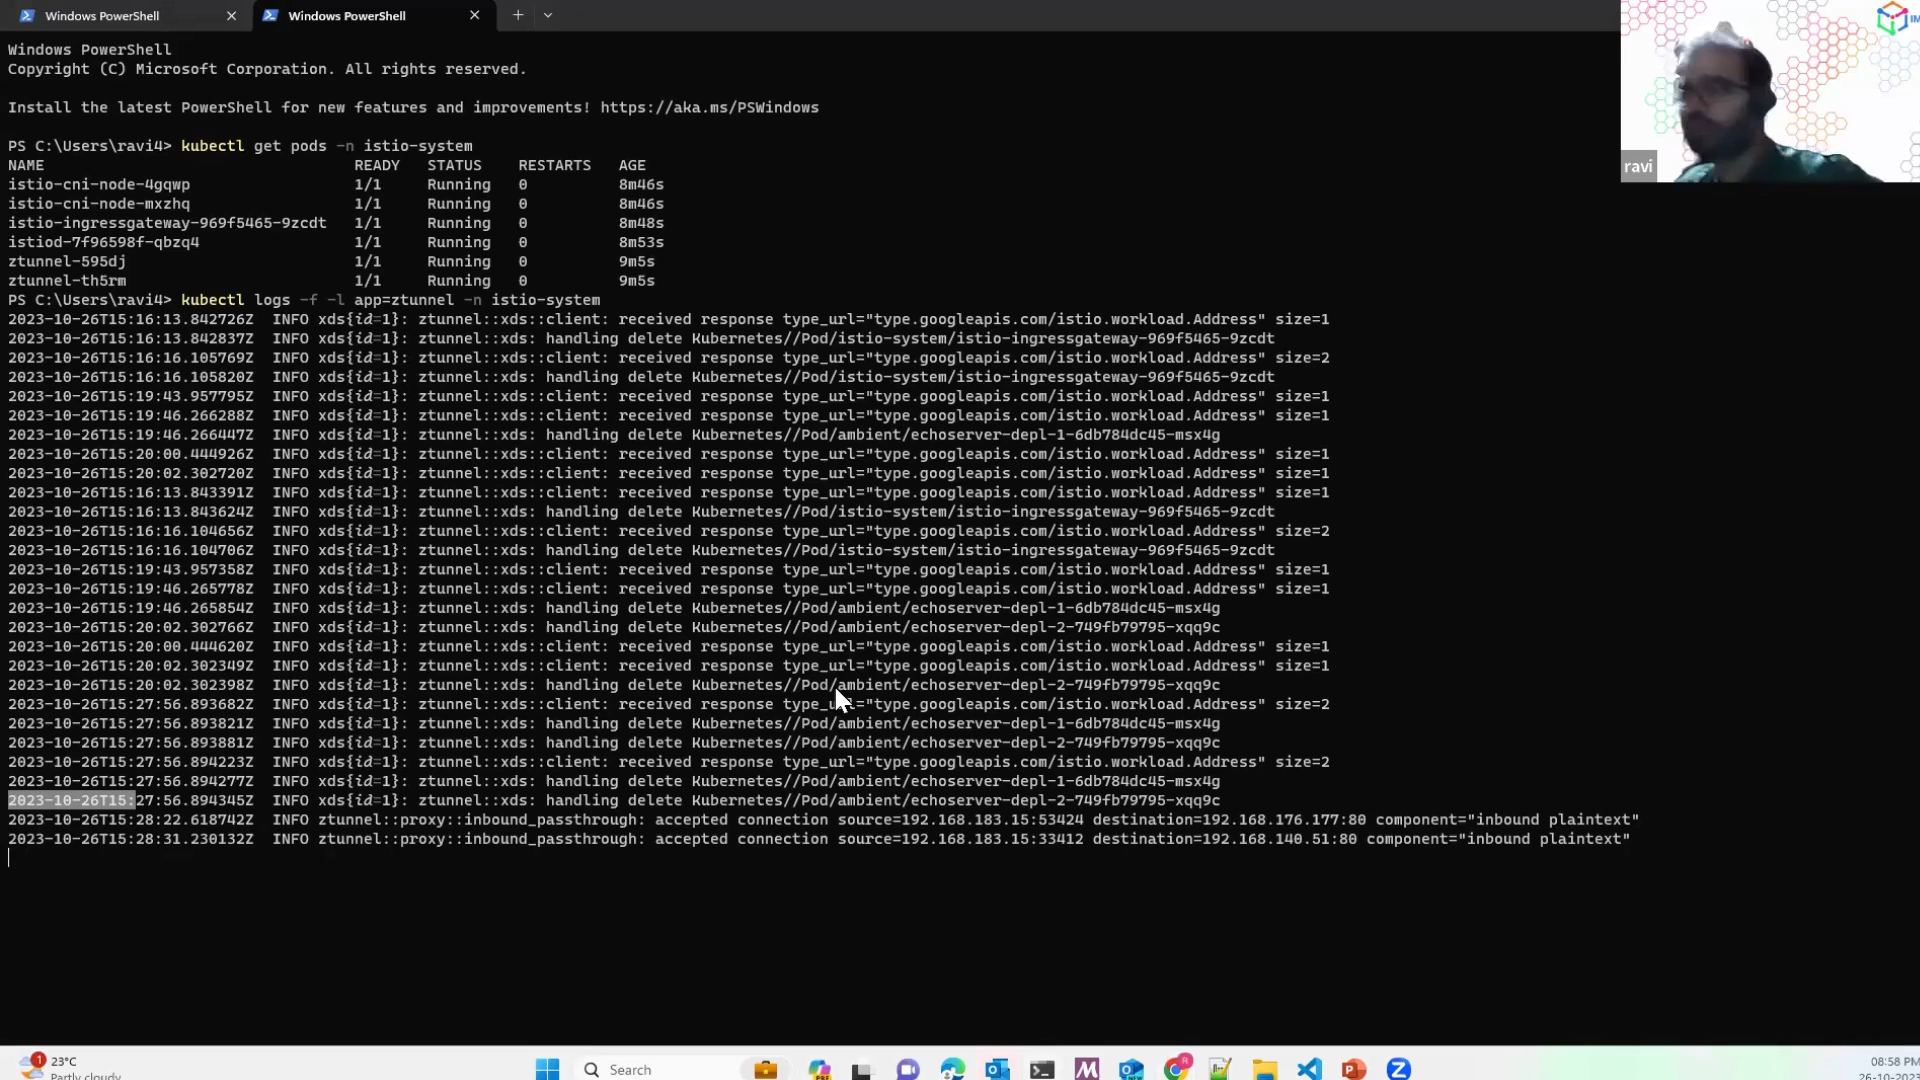 Windows PowerShell
Windows PowerShell
IM
Windows PowerShell
Copyright (C) Microsoft Corporation. All rights reserved.
Install the latest PowerShell for new features and improvements! https://aka.ms/PSWindows
ravi
PS C:\Users\ravi4> kubectl get pods -n istio-system
NAME READY STATUS RESTARTS AGE
istio-cni-node-4gqwp 1/1 Running 0 8m46s
istio-cni-node-mxzhq 1/1 Running 0 8m46s
istio-ingressgateway-969f5465-9zcdt 1/1 Running 0 8m48s
istiod-7f96598f-qbzq4 1/1 Running 0 8m53s
ztunnel-595dj 1/1 Running 0 9m5s
ztunnel-th5rm 1/1 Running 0 9m5s
PS C:\Users\ravi4> kubectl logs -f -l app=ztunnel -n istio-system
2023-10-26T15:16:13.842726Z INFO xds{id=1}: ztunnel::xds::client: received response type_url="type.googleapis.com/istio.workload.Address" size=1
2023-10-26T15:16:13.842837Z INFO xds{id=1}: ztunnel::xds: handling delete Kubernetes//Pod/istio-system/istio-ingressgateway-969f5465-9zcdt
2023-10-26T15:16:16.105769Z INFO xds{id=1}: ztunnel::xds::client: received response type_url="type.googleapis.com/istio.workload.Address" size=2
2023-10-26T15:16:16.105820Z INFO xds{id=1}: ztunnel::xds: handling delete Kubernetes//Pod/istio-system/istio-ingressgateway-969f5465-9zcdt
2023-10-26T15:19:43.957795Z INFO xds{id=1}: ztunnel::xds::client: received response type_url="type.googleapis.com/istio.workload.Address" size=1
2023-10-26T15:19:46.266288Z INFO xds{id=1}: ztunnel::xds::client: received response type_url="type.googleapis.com/istio.workload.Address" size=1
2023-10-26T15:19:46.266447Z INFO xds{id=1}: ztunnel::xds: handling delete Kubernetes//Pod/ambient/echoserver-depl-1-6db784dc45-msx4g
2023-10-26T15:20:00.444926Z INFO xds{id=1}: ztunnel::xds::client: received response type_url="type.googleapis.com/istio.workload.Address" size=1
2023-10-26T15:20:02.302720Z INFO xds{id=1}: ztunnel::xds::client: received response type_url="type.googleapis.com/istio.workload.Address" size=1
2023-10-26T15:16:13.843391Z INFO xds{id=1}: ztunnel::xds::client: received response type_url="type.googleapis.com/istio.workload.Address" size=1
2023-10-26T15:16:13.843624Z INFO xds{id=1}: ztunnel::xds: handling delete Kubernetes//Pod/istio-system/istio-ingressgateway-969f5465-9zcdt
2023-10-26T15:16:16.104656Z INFO xds{id=1}: ztunnel::xds::client: received response type_url="type.googleapis.com/istio.workload.Address" size=2
2023-10-26T15:16:16.104706Z INFO xds{id=1}: ztunnel::xds: handling delete Kubernetes//Pod/istio-system/istio-ingressgateway-969f5465-9zcdt
2023-10-26T15:19:43.957358Z INFO xds{id=1}: ztunnel::xds::client: received response type_url="type.googleapis.com/istio.workload.Address" size=1
2023-10-26T15:19:46.265778Z INFO xds{id=1}: ztunnel::xds::client: received response type_url="type.googleapis.com/istio.workload.Address" size=1
2023-10-26T15:19:46.265854Z INFO xds{id=1}: ztunnel::xds: handling delete Kubernetes//Pod/ambient/echoserver-depl-1-6db784dc45-msx4g
2023-10-26T15:20:02.302766Z INFO xds{id=1}: ztunnel::xds: handling delete Kubernetes//Pod/ambient/echoserver-depl-2-749fb79795-xqq9c
2023-10-26T15:20:00.444620Z INFO xds{id=1}: ztunnel::xds::client: received response type_url="type.googleapis.com/istio.workload.Address" size=1
2023-10-26T15:20:02.302349Z INFO xds{id=1}: ztunnel::xds::client: received response type_url="type.googleapis.com/istio.workload.Address" size=1
2023-10-26T15:20:02.302398Z INFO xds{id=1}: ztunnel::xds: handling delete Kubernetes//Pod/ambient/echoserver-depl-2-749fb79795-xqq9c
2023-10-26T15:27:56.893682Z INFO xds{id=1}: ztunnel::xds::client: received response type_url="type.googleapis.com/istio.workload.Address" size=2
2023-10-26T15:27:56.893821Z INFO xds{id=1}: ztunnel::xds: handling delete Kubernetes//Pod/ambient/echoserver-depl-1-6db784dc45-msx4g
2023-10-26T15:27:56.893881Z INFO xds{id=1}: ztunnel::xds: handling delete Kubernetes//Pod/ambient/echoserver-depl-2-749fb79795-xqq9c
2023-10-26T15:27:56.894223Z INFO xds{id=1}: ztunnel::xds::client: received response type_url="type.googleapis.com/istio.workload.Address" size=2
2023-10-26T15:27:56.894277Z INFO xds{id=1}: ztunnel::xds: handling delete Kubernetes//Pod/ambient/echoserver-depl-1-6db784dc45-msx4g
2023-10-26T15:27:56.894345Z INFO xds{id=1}: ztunnel::xds: handling delete Kubernetes//Pod/ambient/echoserver-depl-2-749fb79795-xqq9c
2023-10-26T15:28:22.618742Z INFO ztunnel::proxy::inbound_passthrough: accepted connection source=192.168.183.15:53424 destination=192.168.176.177:80 component="inbound plaintext"
2023-10-26T15:28:31.230132Z INFO ztunnel::proxy::inbound_passthrough: accepted connection source=192.168.183.15:33412 destination=192.168.140.51:80 component="inbound plaintext"
1
23°C
Partly cloudy
Search
08:58 PM
26-10-2023